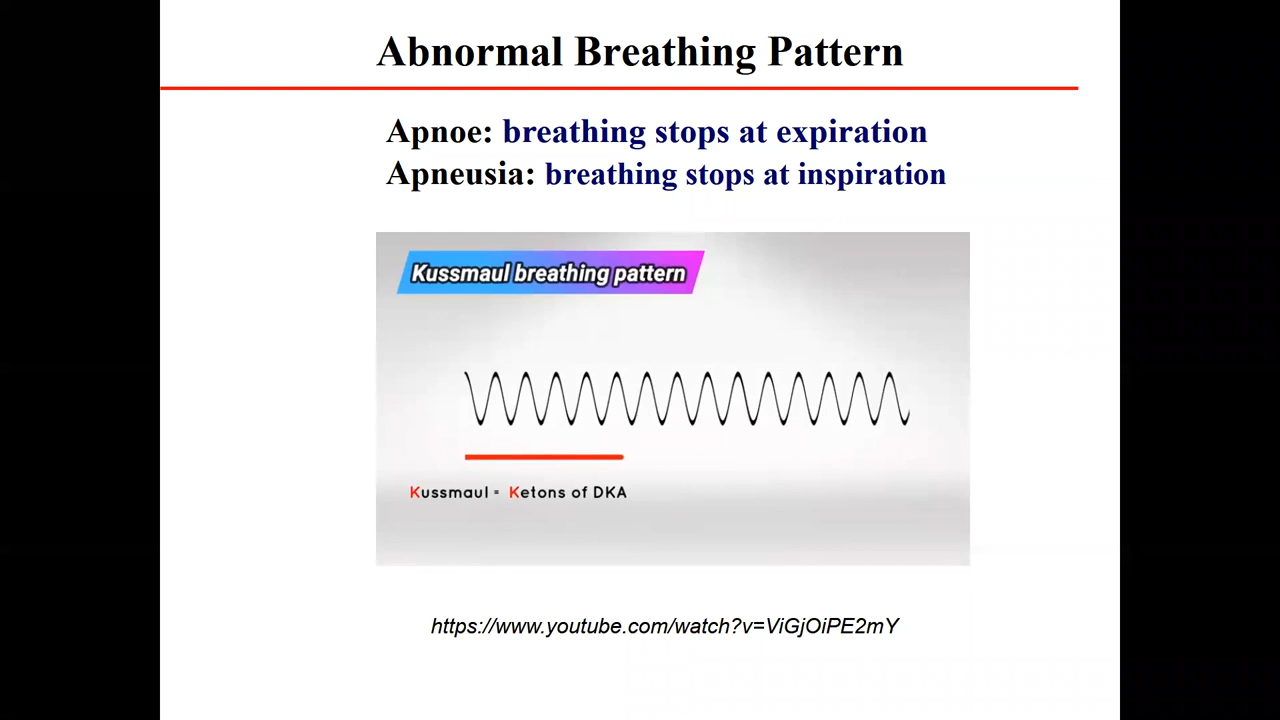 Abnormal Breathing Pattern
Apnoe: breathing stops at expiration
Apneusia: breathing stops at inspiration
Kussmaul breathing pattern
Kussmaul = Ketons of DKA
https://www.youtube.com/watch?v=ViGjOiPE2mY